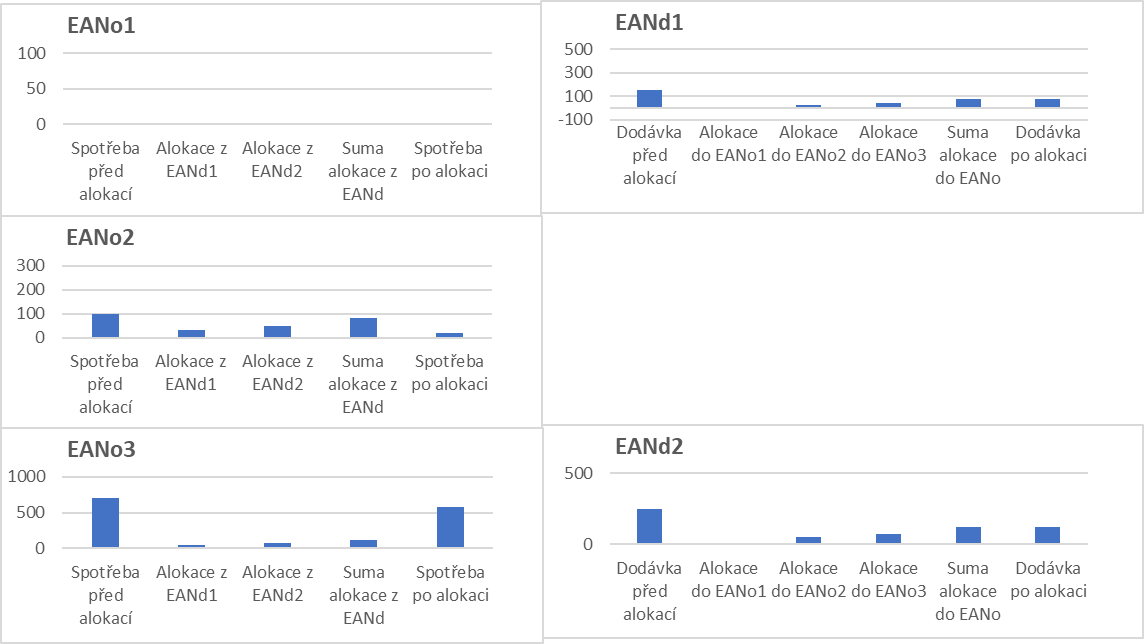 EANo1
100
50
0
Spotřeba před alokací
Alokace z EANd1
Alokace z EANd2
Suma alokace z EANd
Spotřeba po alokaci
EANd1
500
300
100
-100
Dodávka před alokací
Alokace do EANo1
Alokace do EANo2
Alokace do EANo3
Suma alokace do EANo
Dodávka po alokaci
EANo2
300
200
100
0
Spotřeba před alokací
Alokace z EANd1
Alokace z EANd2
Suma alokace z EANd
Spotřeba po alokaci
EANo3
1000
500
0
Spotřeba před alokací
Alokace z EANd1
Alokace z EANd2
Suma alokace z EANd
Spotřeba po alokaci
EANd2
500
0
Dodávka před alokací
Alokace do EANo1
Alokace do EANo2
Alokace do EANo3
Suma alokace do EANo
Dodávka po alokaci